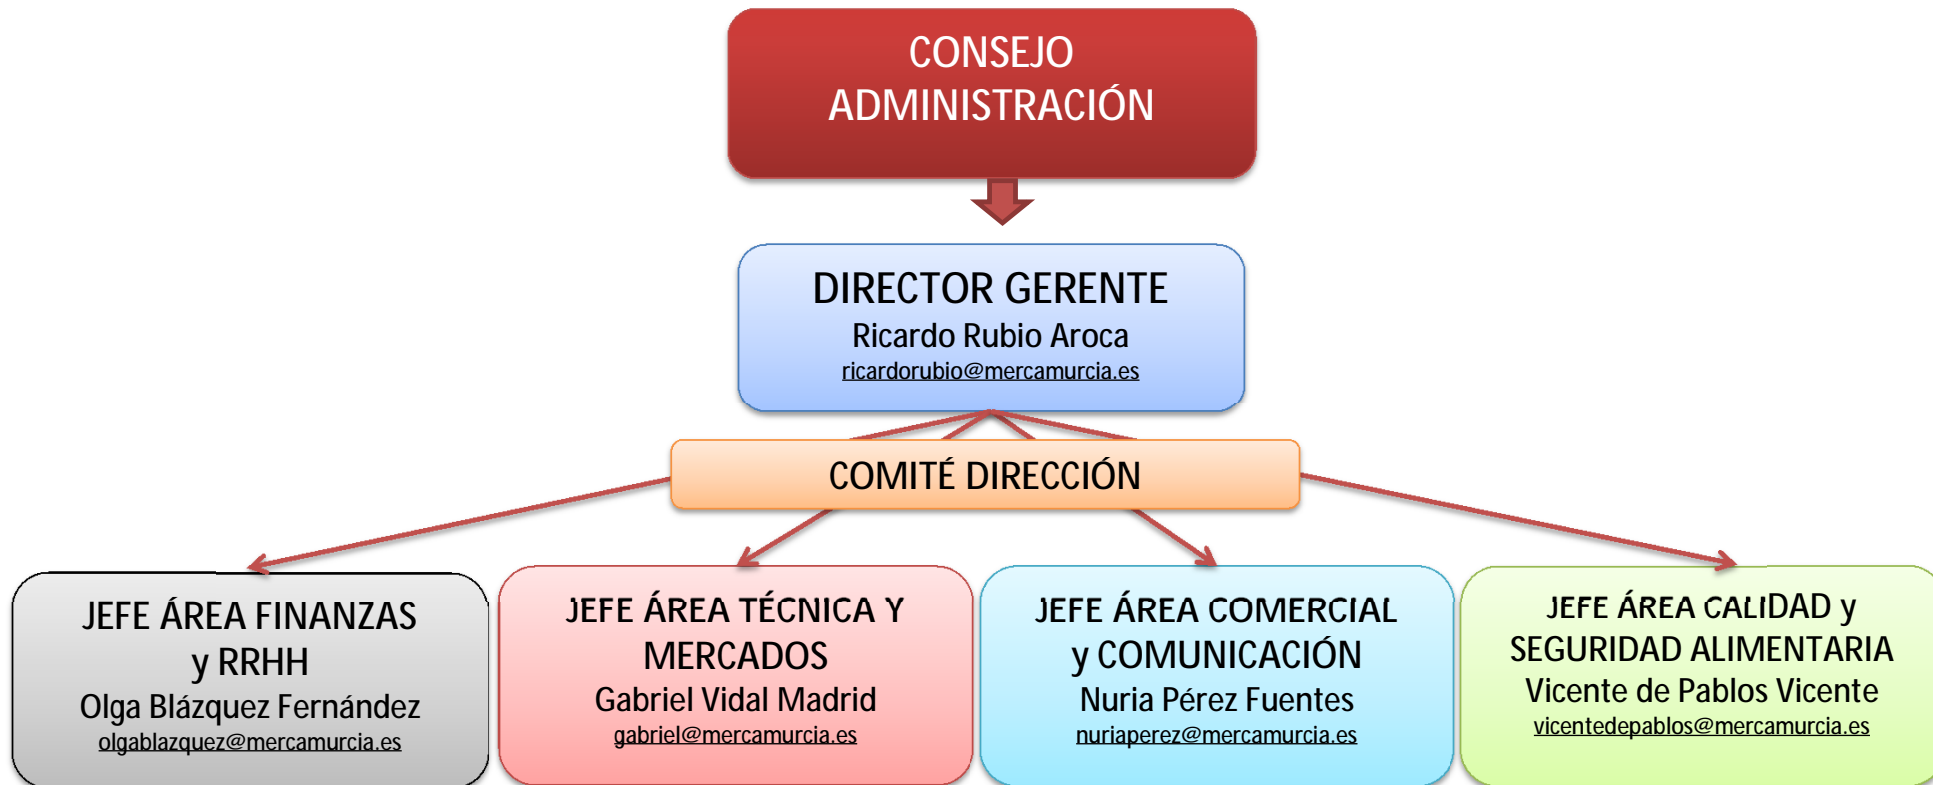 CONSEJO
ADMINISTRACIÓN
DIRECTOR GERENTE
Ricardo Rubio Aroca
ricardorubio@mercamurcia.es
COMITÉ DIRECCIÓN
JEFE ÁREA FINANZAS
y RRHH
Olga Blázquez Fernández
olgablazquez@mercamurcia.es
JEFE ÁREA TÉCNICA Y
MERCADOS
Gabriel Vidal Madrid
gabriel@mercamurcia.es
JEFE ÁREA COMERCIAL
y COMUNICACIÓN
Nuria Pérez Fuentes
nuriaperez@mercamurcia.es
JEFE ÁREA CALIDAD y
SEGURIDAD ALIMENTARIA
Vicente de Pablos Vicente
vicentedepablos@mercamurcia.es